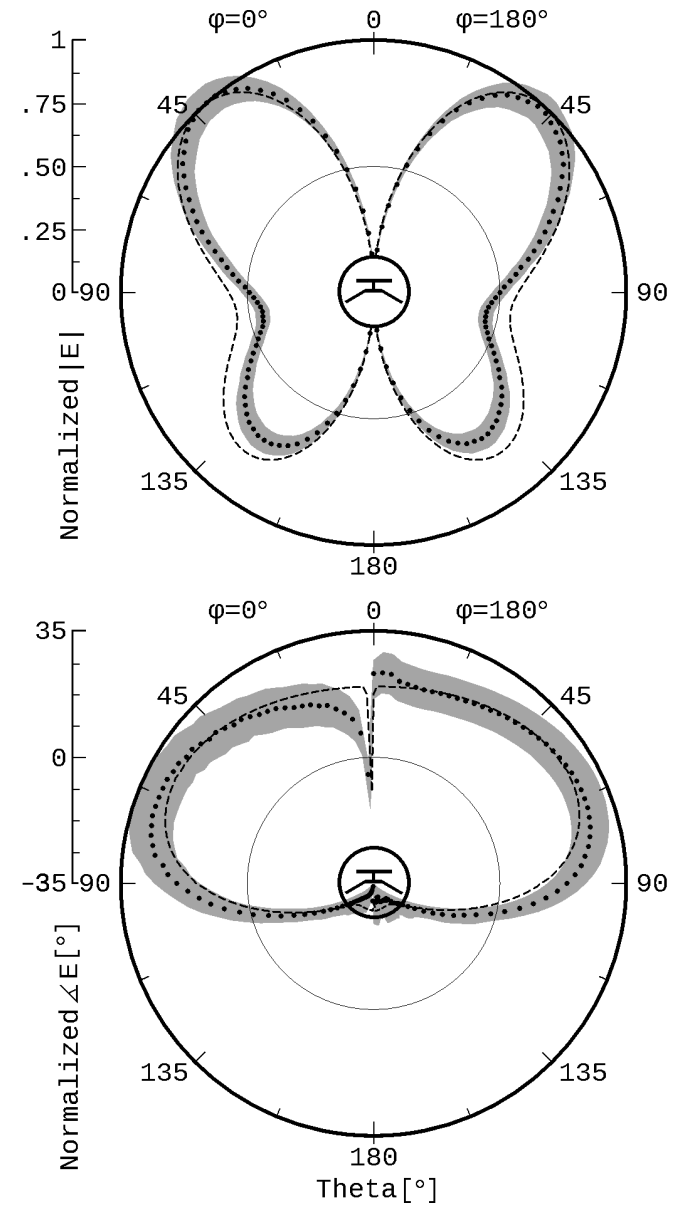 φ=0° 0 φ=180°
1
.75 45 45
.50
.25
0 90 90
Normalized|E|
135 135
180
φ=0° 0 φ=180°
35
45 45
0
-35 90 90
Normalized∡E[°]
135 135
180
Theta[°]